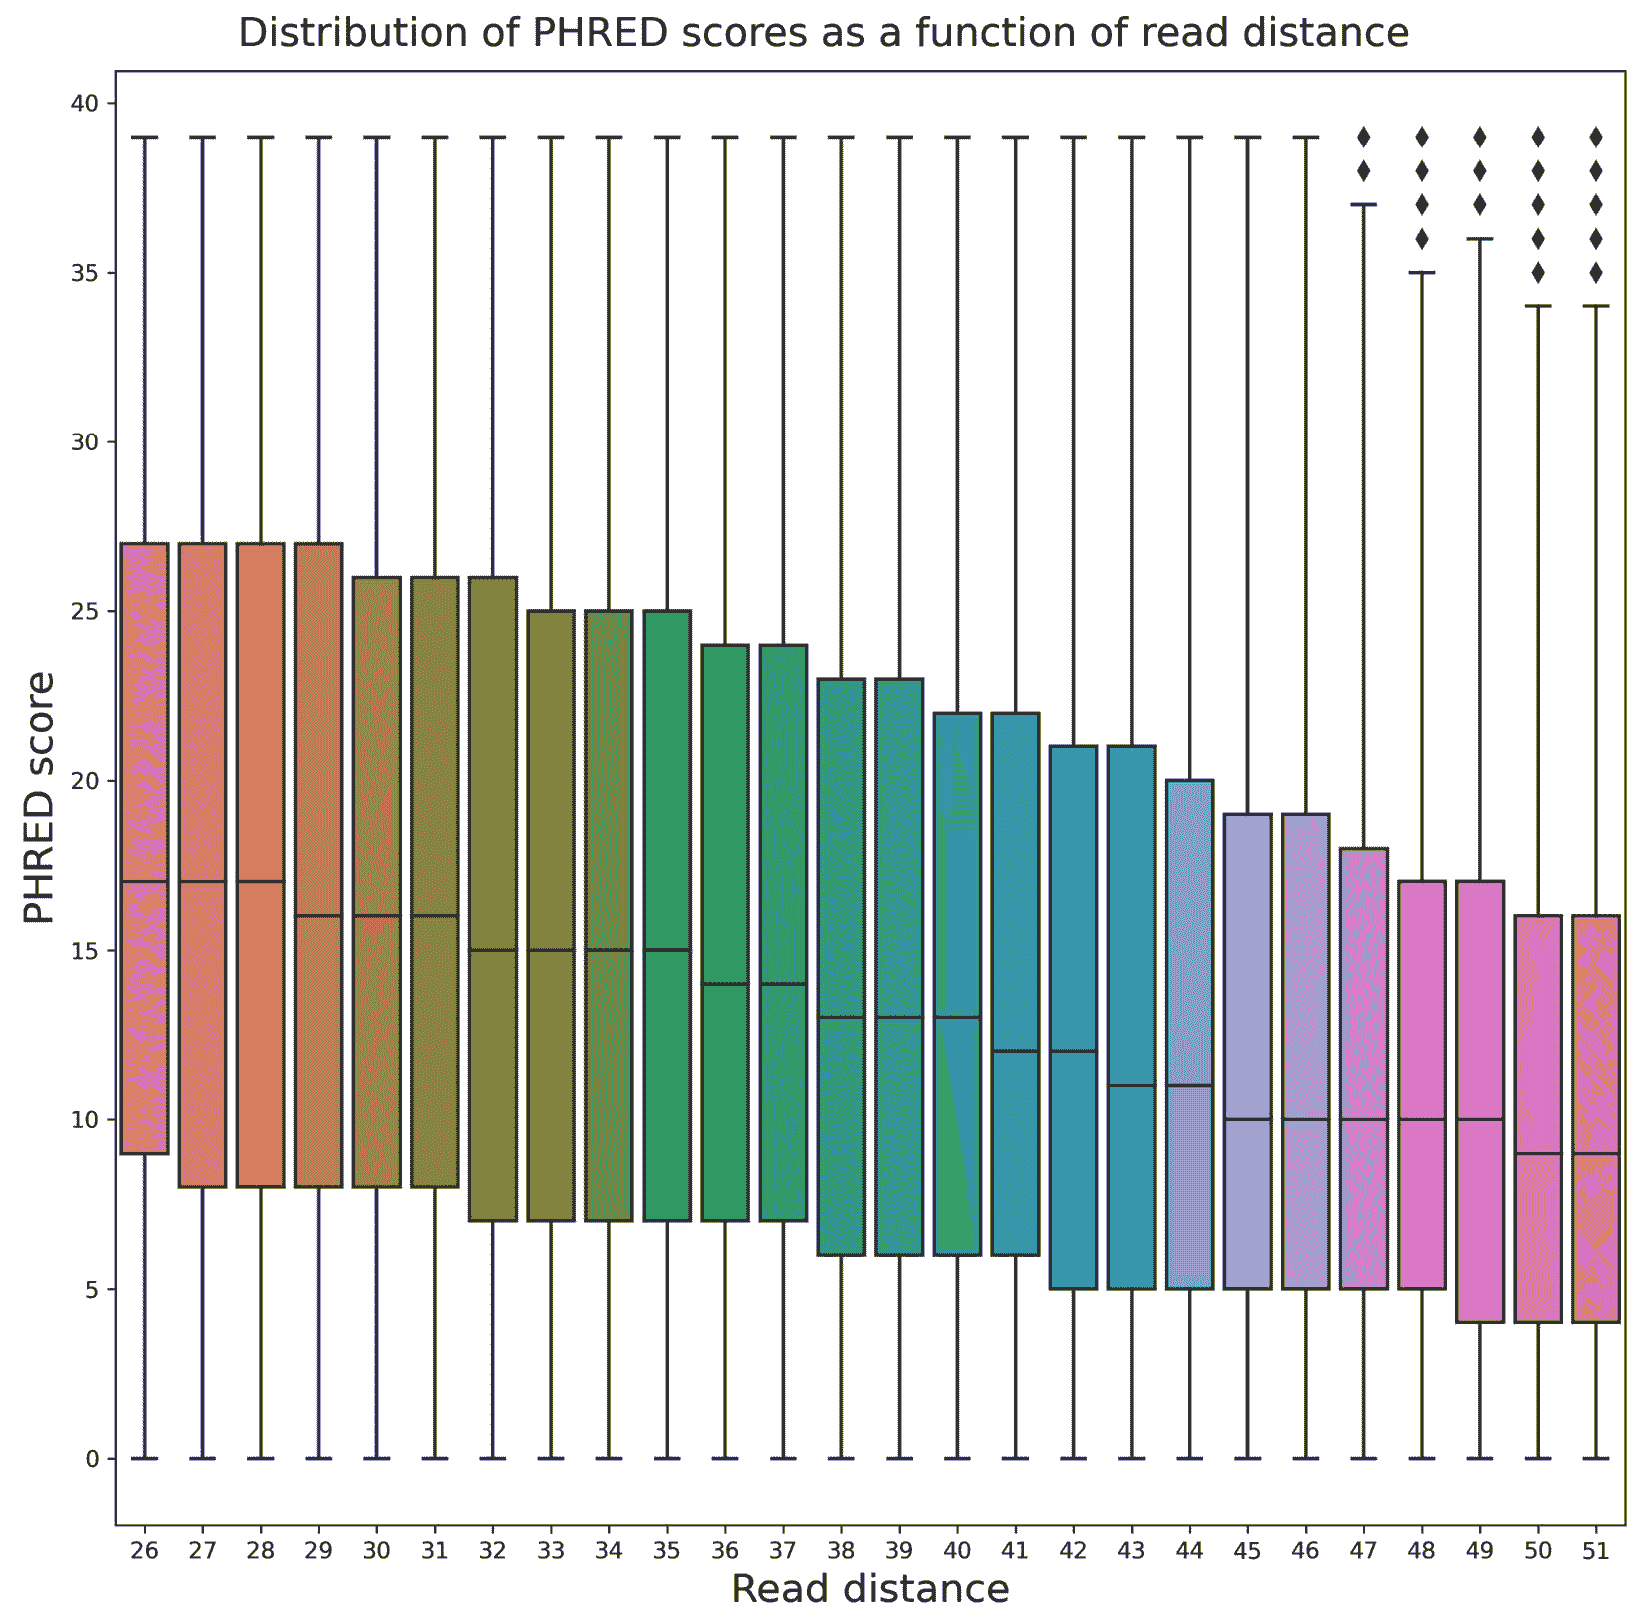 Distribution of PHRED scores as a function of read distance
40
35
30
25
20
15
10
5
0
PHRED score
26 27 28 29 30 31 32 33 34 35 36 37 38 39 40 41 42 43 44 45 46 47 48 49 50 51
Read distance